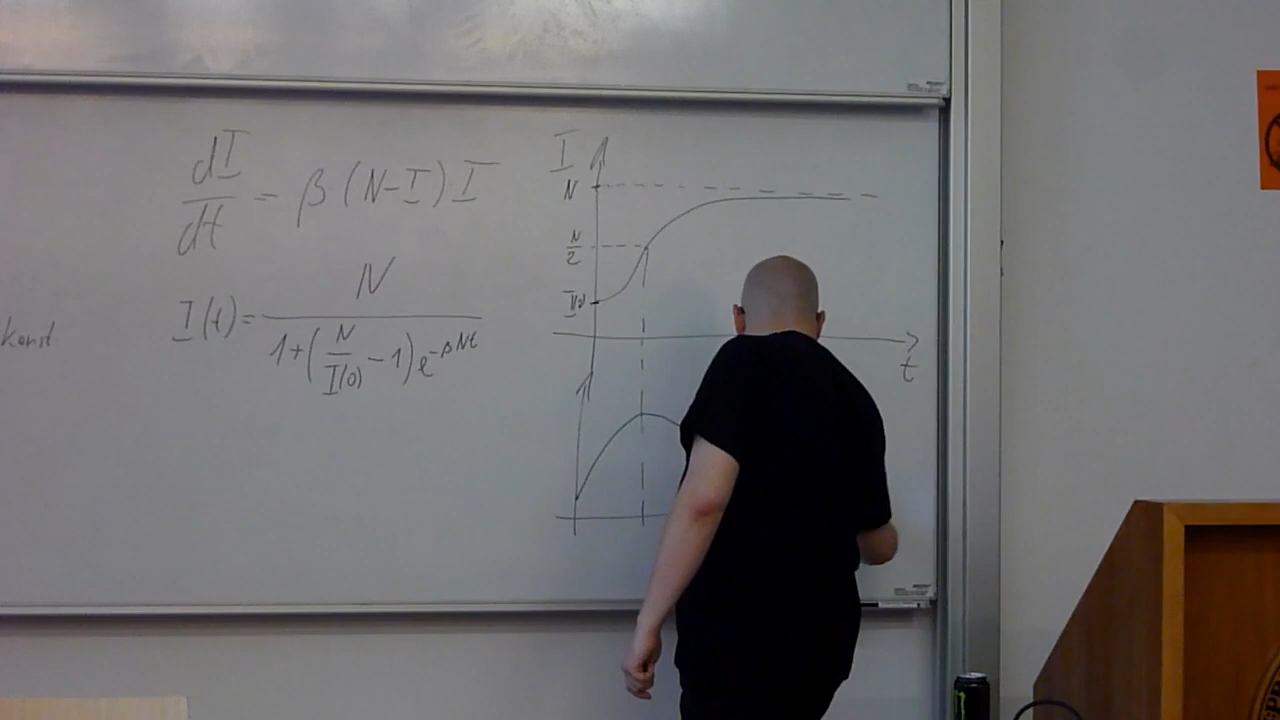 dI/dt = β (N-I) I
I(t) = N / 1+(N/I(0) - 1) e^-βNt
konst.
I
N
N/2
I(0)
t